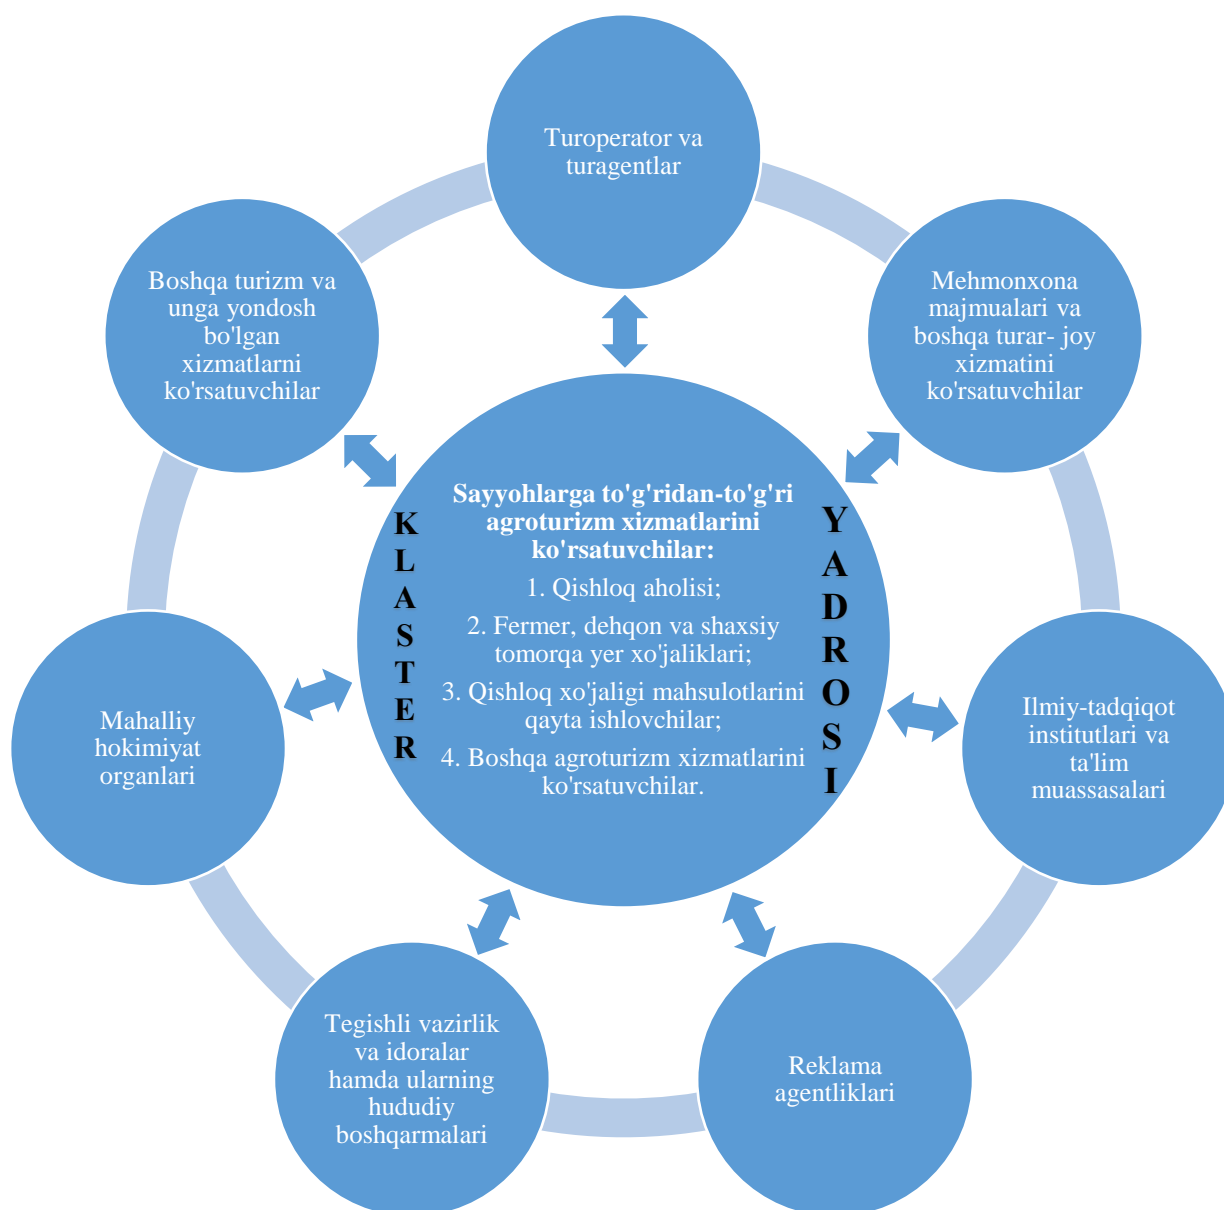 Turoperator va
turagentlar
Mehmonxona
majmualari va
boshqa turar- joy
xizmatini
ko'rsatuvchilar
Ilmiy-tadqiqot
institutlari va
ta'lim
muassasalari
Reklama
agentliklari
Tegishli vazirlik
va idoralar
hamda ularning
hududiy
boshqarmalari
Mahalliy
hokimiyat
organlari
Boshqa turizm va
unga yondosh
bo'lgan
xizmatlarni
ko'rsatuvchilar
KLASTER
Sayyohlarga to'g'ridan-to'g'ri
agroturizm xizmatlarini
ko'rsatuvchilar:
1. Qishloq aholisi;
2. Fermer, dehqon va shaxsiy
tomorqa yer xo'jaliklari;
3. Qishloq xo'jaligi mahsulotlarini
qayta ishlovchilar;
4. Boshqa agroturizm xizmatlarini
ko'rsatuvchilar.
YADROSI